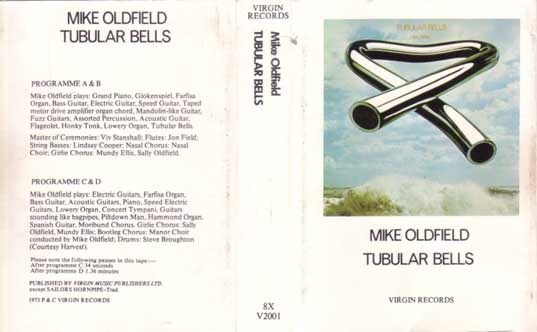 MIKE OLDFIELD
TUBULAR BELLS
PROGRAMME A & B
Mike Oldfield plays: Grand Piano, Glokenspiel, Farfisa
Organ, Bass Guitar, Electric Guitar, Speed Guitar, Taped
motor drive amplifier organ chord, Mandolin-like Guitar,
Fuzz Guitars, Assorted Percussion, Acoustic Guitar,
Flageolet, Honky Tonk, Lowery Organ, Tubular Bells.
Master of Ceremonies: Viv Stanshall; Flutes: Jon Field;
String Basses: Lindsay Cooper; Nasal Chorus: Nasal
Choir; Girlie Chorus: Mundy Ellis, Sally Oldfield.
PROGRAMME C & D
Mike Oldfield plays: Electric Guitars, Farfisa Organ,
Bass Guitar, Acoustic Guitars, Piano, Speed Electric
Guitars, Lowery Organ, Concert Tympani, Guitars
sounding like bagpipes, Piltdown Man, Hammond Organ,
Spanish Guitar, Moribund Chorus. Girlie Chorus: Sally
Oldfield, Mundy Ellis; Bootleg Chorus: Manor Choir
conducted by Mike Oldfield; Drums: Steve Broughton
(Courtesy Harvest).
Please note the following pauses in this tape:—
After programme C 34 seconds
After programme D 1.36 minutes
PUBLISHED BY VIRGIN MUSIC PUBLISHERS LTD.
except SAILORS HORNPIPE-Trad.
1973 P & C VIRGIN RECORDS
VIRGIN
RECORDS
Mike Oldfield
TUBULAR BELLS
8X
V2001
TUBULAR BELLS
MIKE OLDFIELD
TUBULAR BELLS
VIRGIN RECORDS